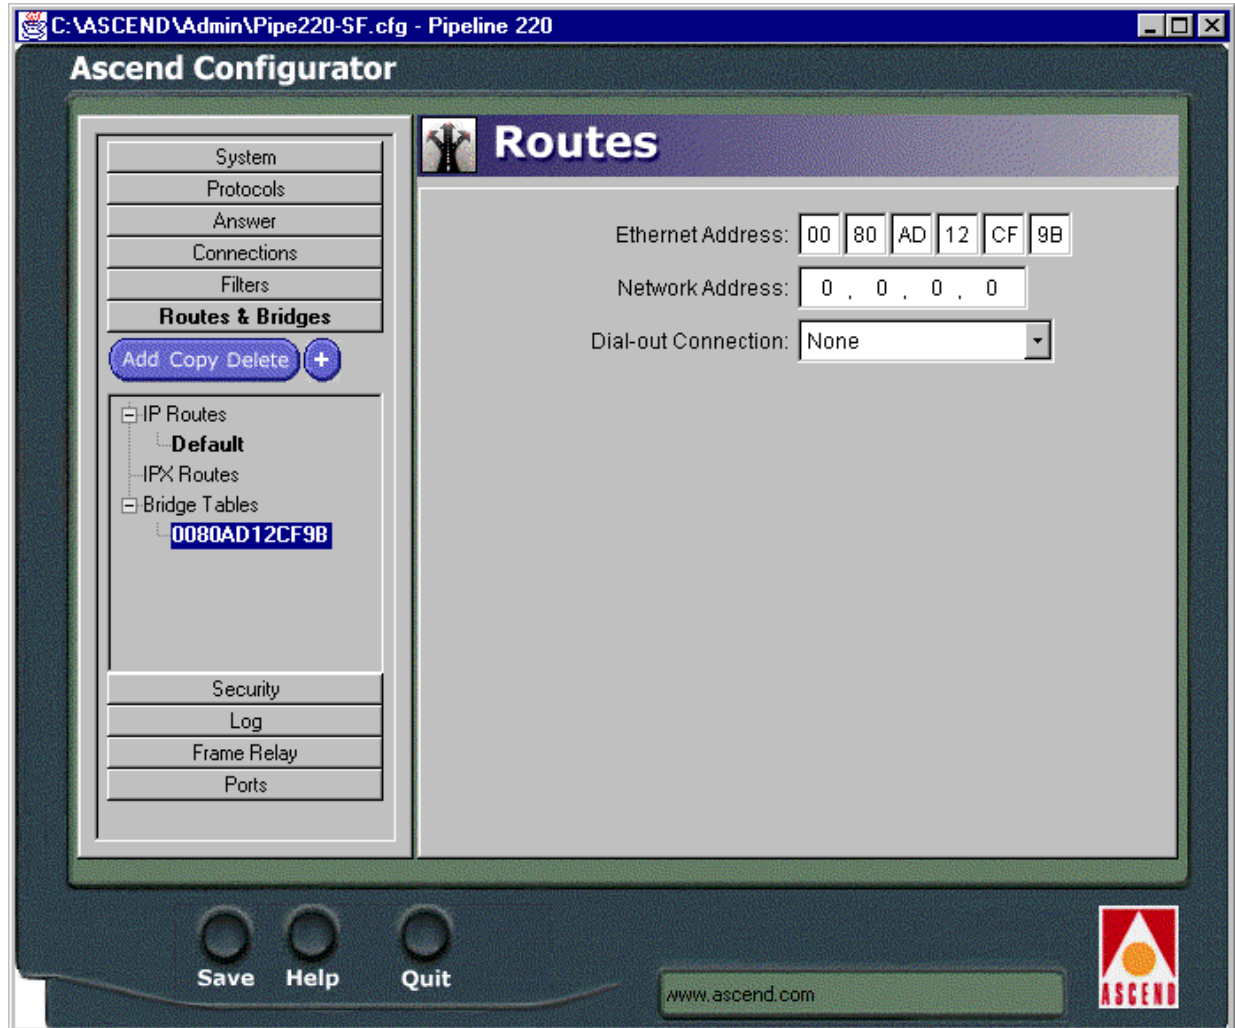 C:\ASCEND\Admin\Pipe220-SF.cfg - Pipeline 220
Ascend Configurator
System
Protocols
Answer
Connections
Filters
Routes & Bridges
Add Copy Delete +
IP Routes
Default
IPX Routes
Bridge Tables
0080AD12CF9B
Security
Log
Frame Relay
Ports
Routes
Ethernet Address: 00 80 AD 12 CF 9B
Network Address: 0 . 0 . 0 . 0
Dial-out Connection: None
Save Help Quit
www.ascend.com
ASCEND